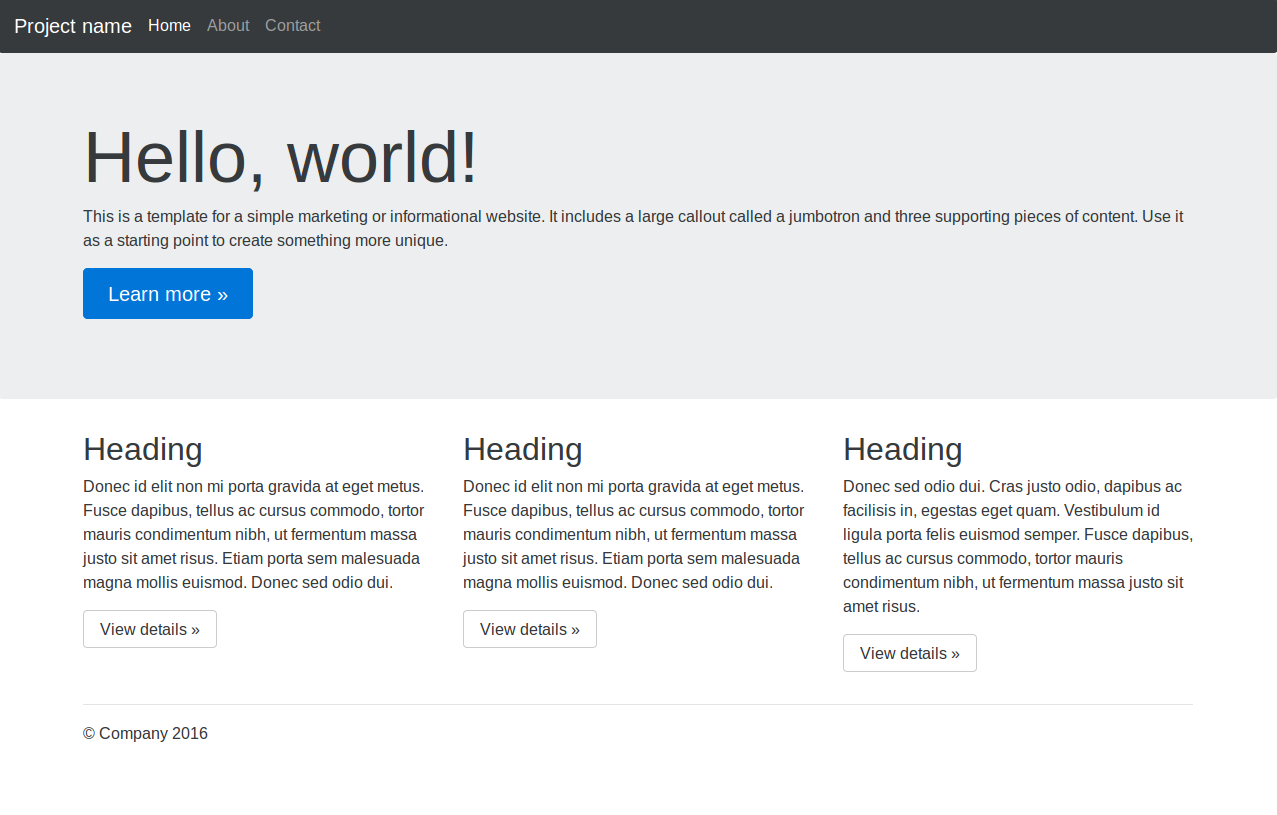 Project name Home About Contact
Hello, world!
This is a template for a simple marketing or informational website. It includes a large callout called a jumbotron and three supporting pieces of content. Use it
as a starting point to create something more unique.
Learn more »
Heading
Donec id elit non mi porta gravida at eget metus.
Fusce dapibus, tellus ac cursus commodo, tortor
mauris condimentum nibh, ut fermentum massa
justo sit amet risus. Etiam porta sem malesuada
magna mollis euismod. Donec sed odio dui.
View details »
Heading
Donec id elit non mi porta gravida at eget metus.
Fusce dapibus, tellus ac cursus commodo, tortor
mauris condimentum nibh, ut fermentum massa
justo sit amet risus. Etiam porta sem malesuada
magna mollis euismod. Donec sed odio dui.
View details »
Heading
Donec sed odio dui. Cras justo odio, dapibus ac
facilisis in, egestas eget quam. Vestibulum id
ligula porta felis euismod semper. Fusce dapibus,
tellus ac cursus commodo, tortor mauris
condimentum nibh, ut fermentum massa justo sit
amet risus.
View details »
© Company 2016